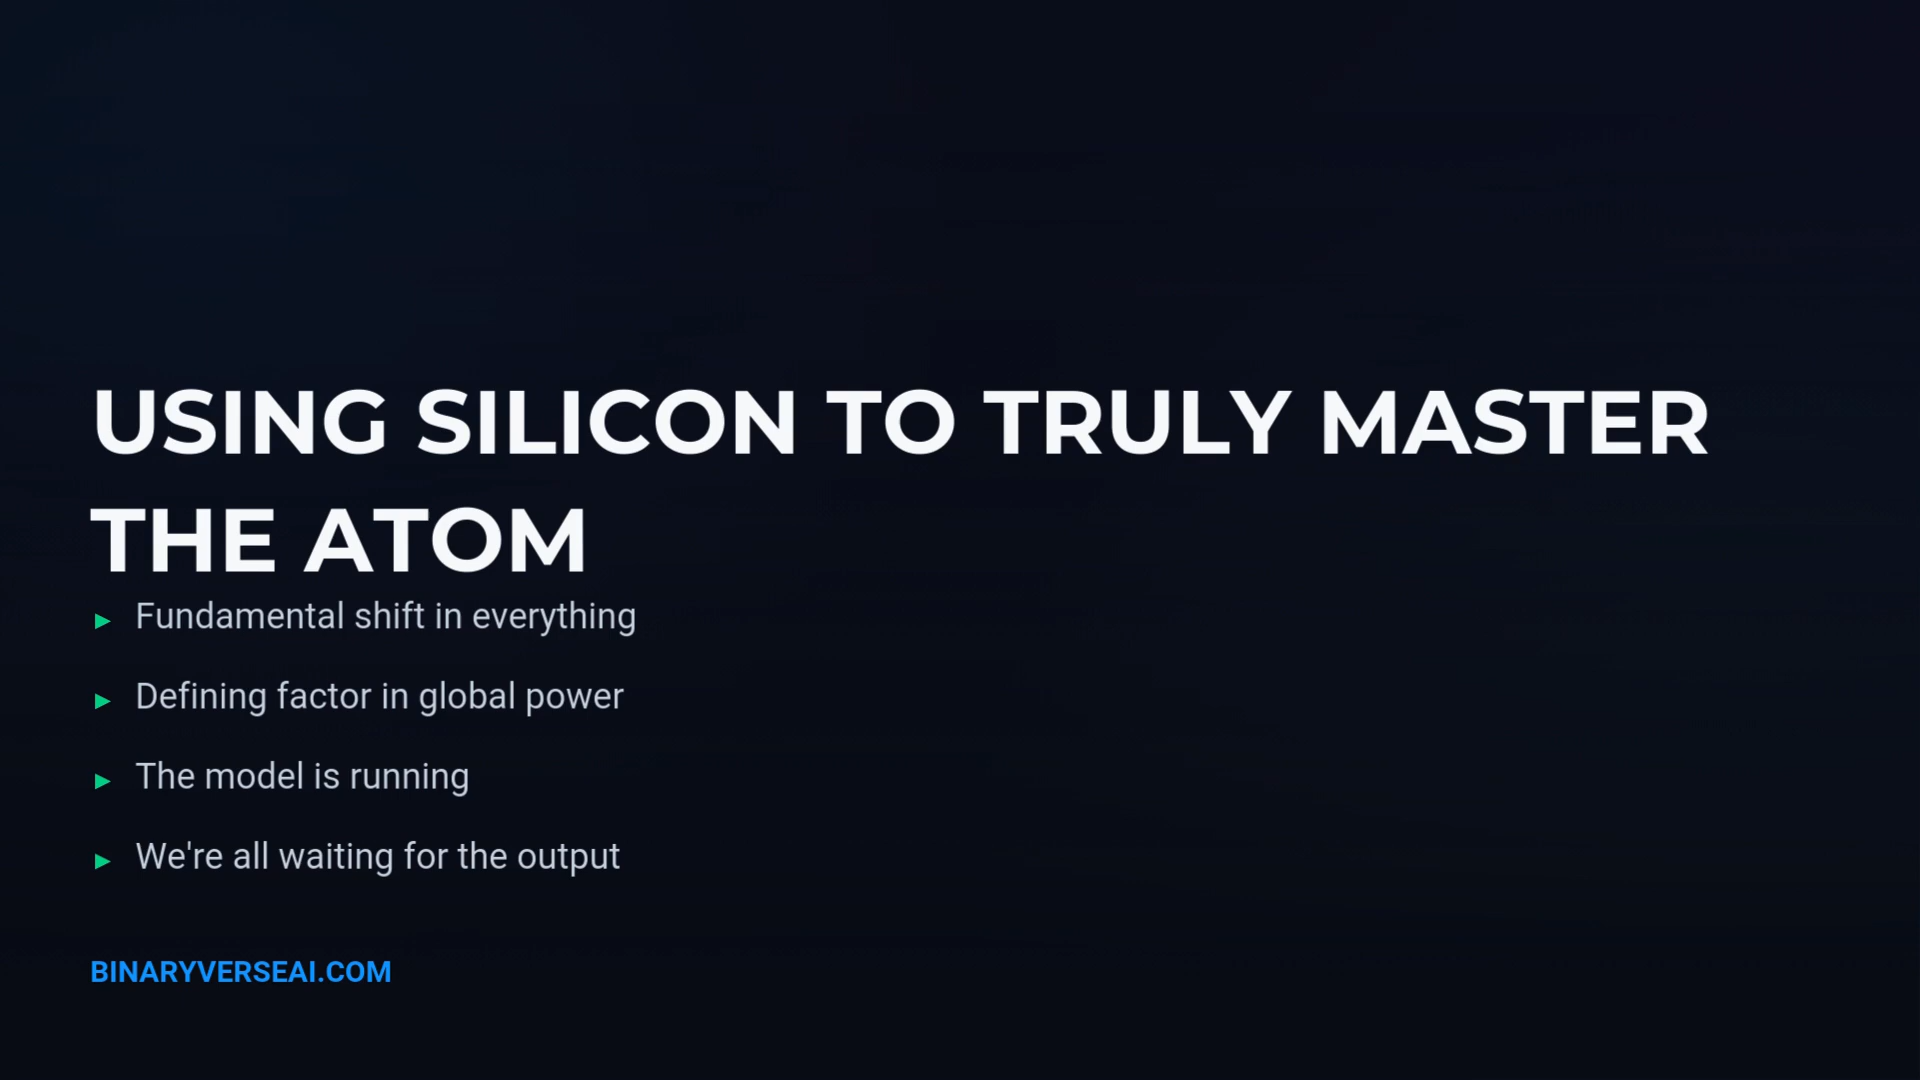 USING SILICON TO TRULY MASTER
THE ATOM
▶ Fundamental shift in everything
▶ Defining factor in global power
▶ The model is running
▶ We're all waiting for the output
BINARYVERSEAI.COM